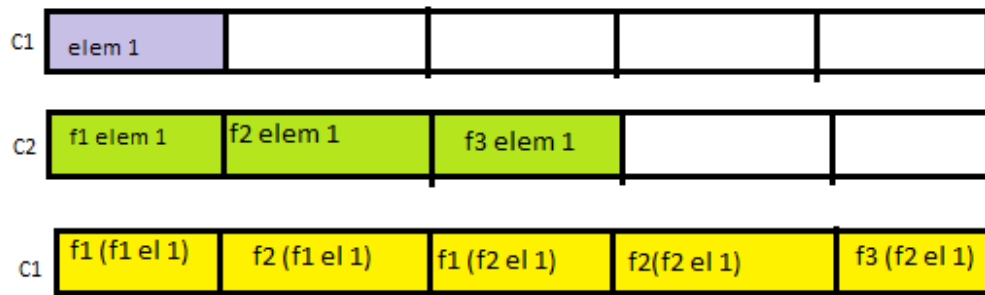 C1 elem 1
C2 f1 elem 1 f2 elem 1 f3 elem 1
C1 f1 (f1 el 1) f2 (f1 el 1) f1 (f2 el 1) f2(f2 el 1) f3 (f2 el 1)